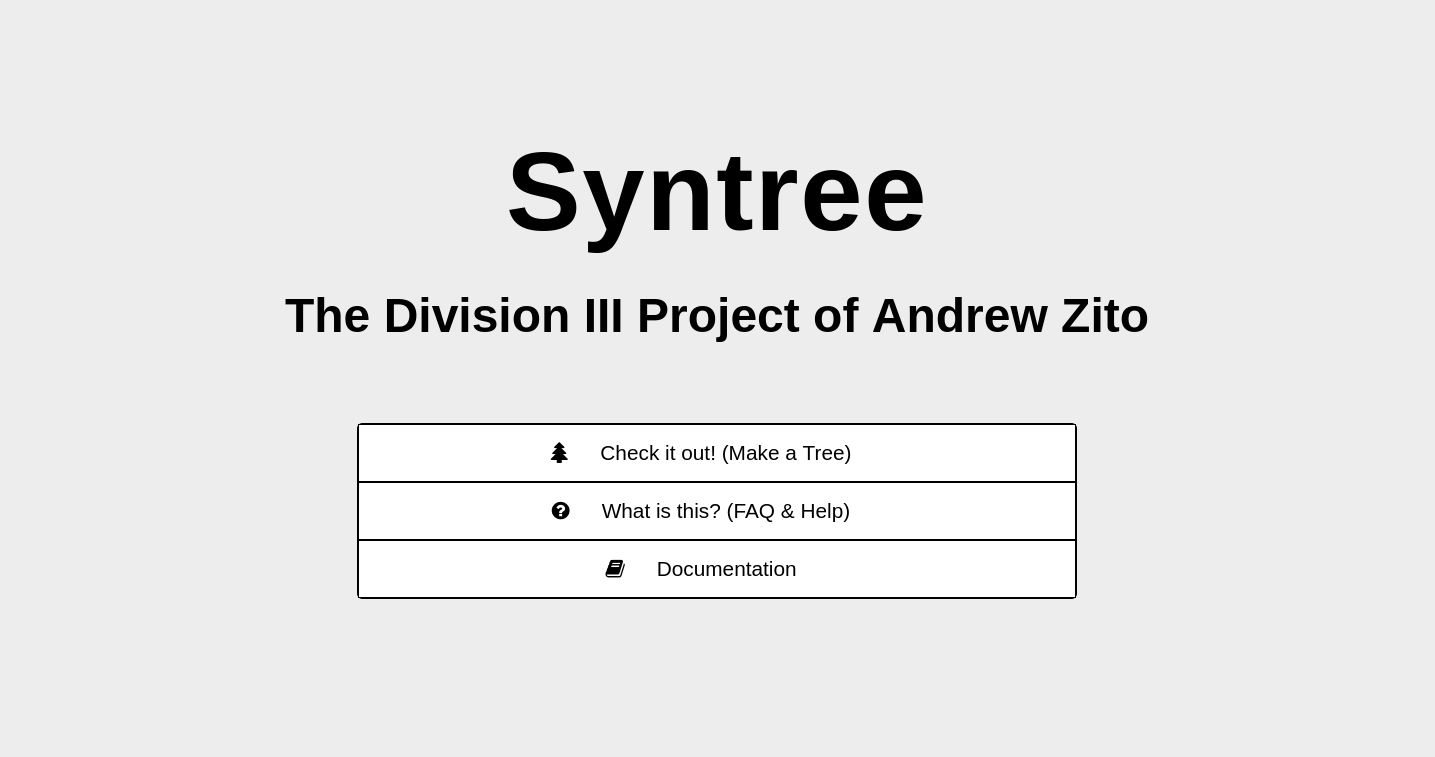 Syntree
The Division III Project of Andrew Zito
Check it out! (Make a Tree)
What is this? (FAQ & Help)
Documentation